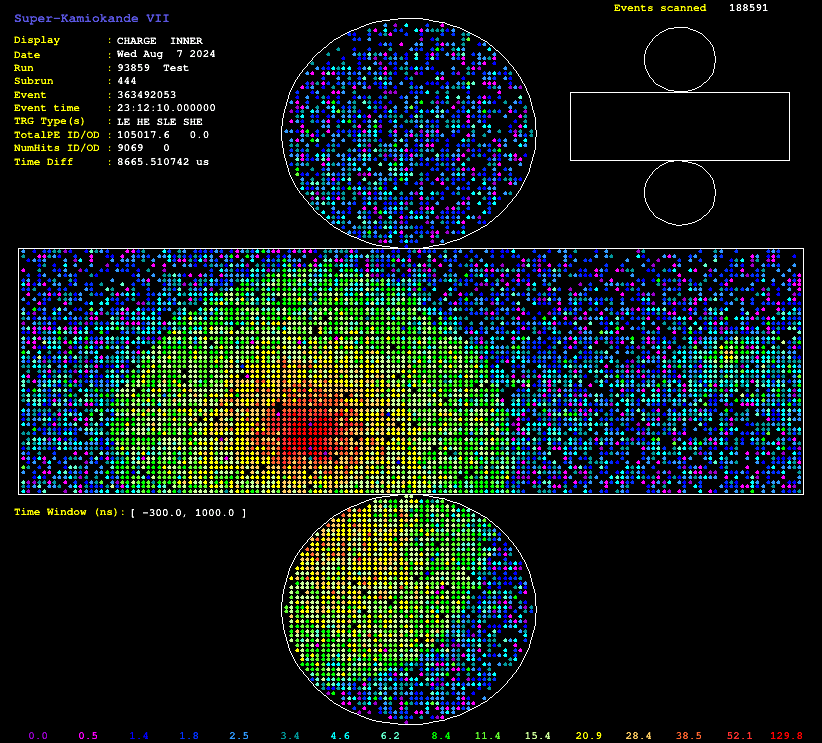 Super-Kamiokande VII
Events scanned 188591
Display : CHARGE INNER
Date : Wed Aug 7 2024
Run : 93859 Test
Subrun : 444
Event : 363492053
Event time : 23:12:10.000000
TRG Type(s) : LE HE SLE SHE
TotalPE ID/OD : 105017.6 0.0
NumHits ID/OD : 9069 0
Time Diff : 8665.510742 us
Time Window (ns): [ -300.0, 1000.0 ]
0.0 0.5 1.4 1.8 2.5 3.4 4.6 6.2 8.4 11.4 15.4 20.9 28.4 38.5 52.1 129.8